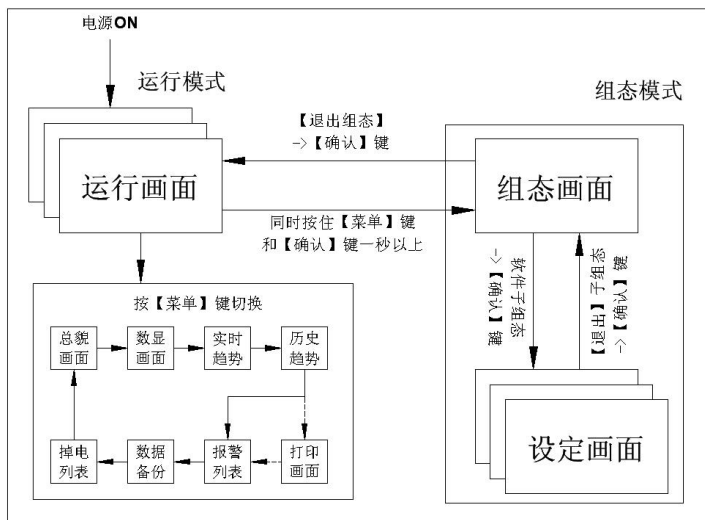 电源ON
运行模式
组态模式
【退出组态】
->【确认】键
运行画面
组态画面
同时按住【菜单】键
和【确认】键一秒以上
软件子组态
->【确认】键
【退出】子组态
->【确认】键
按【菜单】键切换
总貌
画面
数显
画面
实时
趋势
历史
趋势
掉电
列表
数据
备份
报警
列表
打印
画面
设定画面